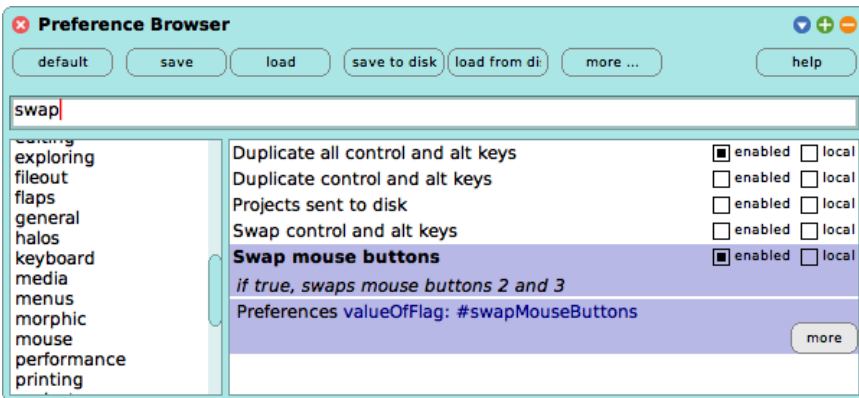 Preference Browser
default save load save to disk load from di: more ... help
swap
editing
exploring
fileout
flaps
general
halos
keyboard
media
menus
morphic
mouse
performance
printing
Duplicate all control and alt keys enabled local
Duplicate control and alt keys enabled local
Projects sent to disk enabled local
Swap control and alt keys enabled local
Swap mouse buttons enabled local
if true, swaps mouse buttons 2 and 3
Preferences valueOfFlag: #swapMouseButtons
more